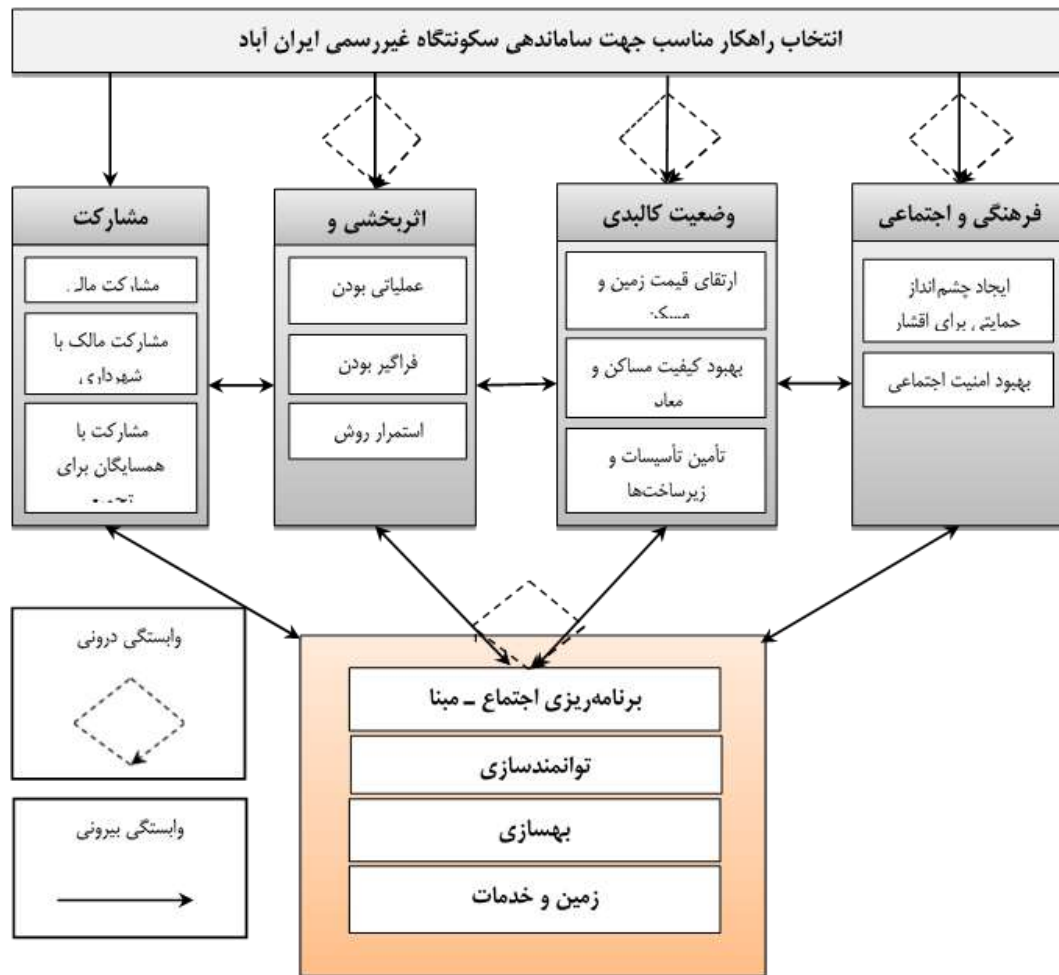 انتخاب راهکار مناسب جهت ساماندهی سکونتگاه غیررسمی ایران آباد
فرهنگی و اجتماعی
ایجاد چشم‌انداز
حمایتی برای اقشار
بهبود امنیت اجتماعی
وضعیت کالبدی
ارتقای قیمت زمین و
مسکن
بهبود کیفیت مساکن و
تأمین تأسیسات و
زیرساخت‌ها
اثربخشی و
عملیاتی بودن
فراگیر بودن
استمرار روش
مشارکت
مشارکت مالی
مشارکت مالک با
شهرداری
مشارکت با
همسایگان برای
برنامه‌ریزی اجتماع ـ مبنا
توانمندسازی
بهسازی
زمین و خدمات
وابستگی درونی
وابستگی بیرونی